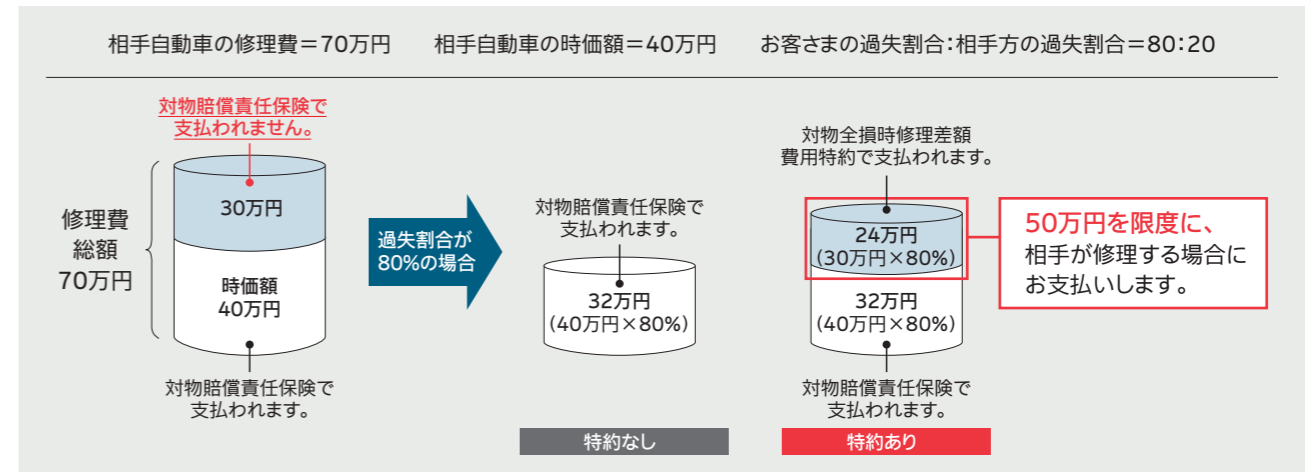 相手自動車の修理費＝70万円　相手自動車の時価額＝40万円　お客さまの過失割合：相手方の過失割合＝80：20
対物賠償責任保険で
支払われません。
30万円
修理費
総額
70万円
時価額
40万円
対物賠償責任保険で
支払われます。
過失割合が
80%の場合
対物賠償責任保険で
支払われます。
32万円
(40万円×80%)
特約なし
対物全損時修理差額
費用特約で支払われます。
24万円
(30万円×80%)
32万円
(40万円×80%)
対物賠償責任保険で
支払われます。
特約あり
50万円を限度に、
相手が修理する場合に
お支払いします。